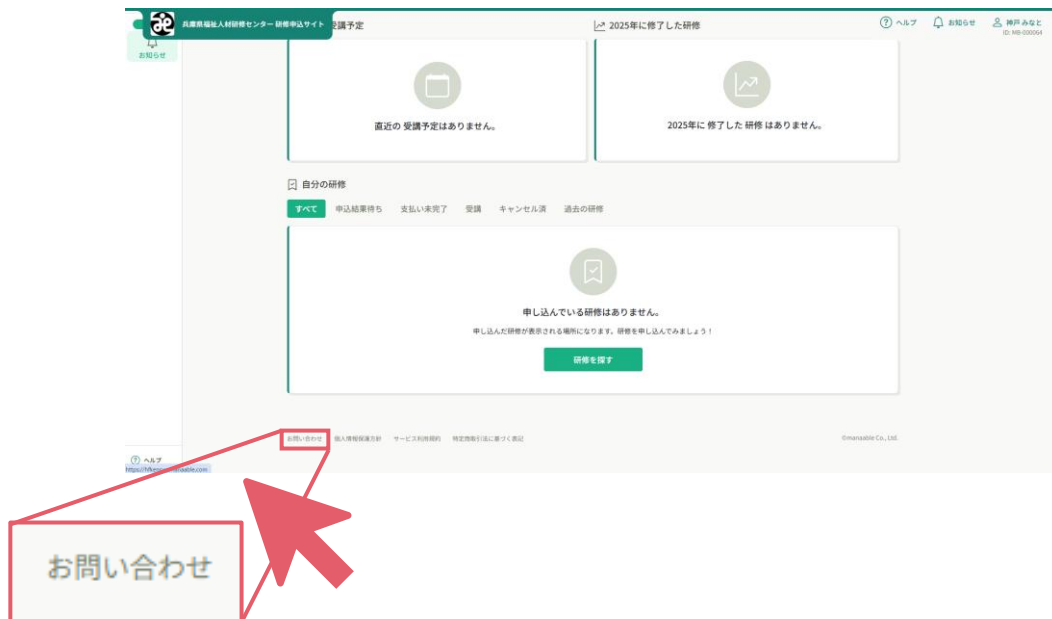 兵庫県福祉人材研修センター 研修申込サイト
受講予定
2025年に修了した研修
ヘルプ
お知らせ
神戸 みなと
ID: MB-000064
お知らせ
直近の 受講予定はありません。
2025年に 修了した 研修 はありません。
自分の研修
すべて 申込結果待ち 支払い未完了 受講 キャンセル済 過去の研修
申し込んでいる研修はありません。
申し込んだ研修が表示される場所になります。研修を申し込んでみましょう！
研修を探す
お問い合わせ 個人情報保護方針 サービス利用規約 特定商取引法に基づく表記
©manaable Co., Ltd.
ヘルプ
お問い合わせ